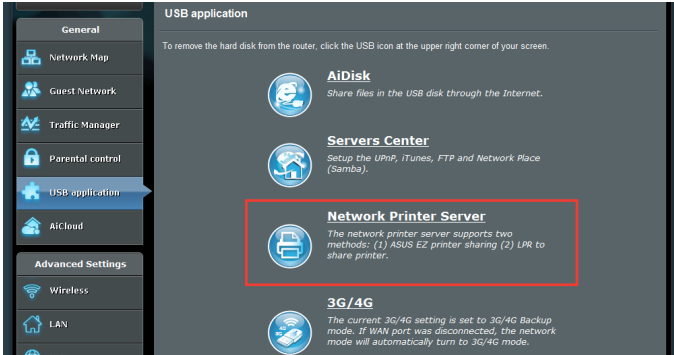 USB application
General
To remove the hard disk from the router, click the USB icon at the upper right corner of your screen.
Network Map
Guest Network
Traffic Manager
Parental control
USB application
AiCloud
Advanced Settings
Wireless
LAN
AiDisk
Share files in the USB disk through the Internet.
Servers Center
Setup the UPnP, iTunes, FTP and Network Place
(Samba).
Network Printer Server
The network printer server supports two
methods: (1) ASUS EZ printer sharing (2) LPR to
share printer.
3G/4G
The current 3G/4G setting is set to 3G/4G Backup
mode. If WAN port was disconnected, the network
mode will automatically turn to 3G/4G mode.